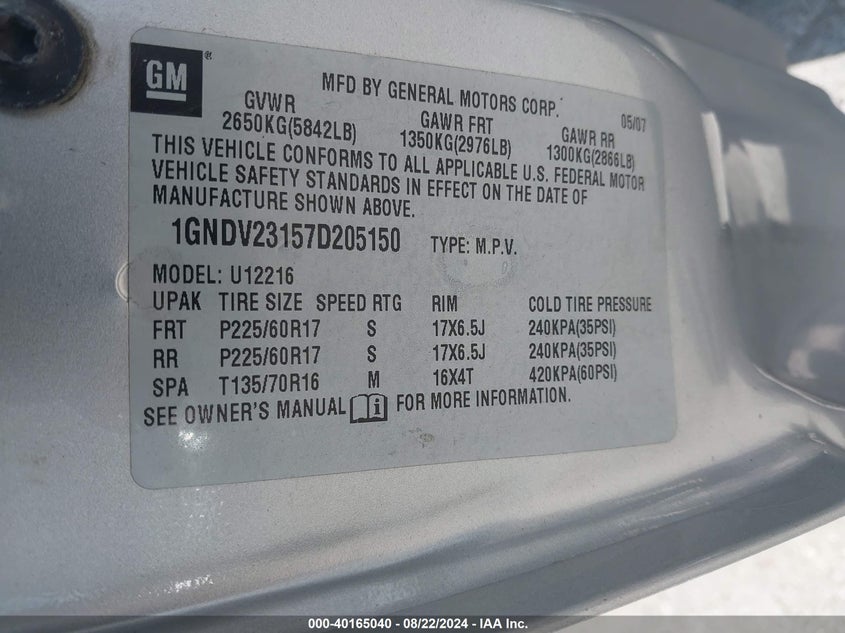 GM®
MFD BY GENERAL MOTORS CORP. 05/07
GVWR GAWR FRT GAWR RR
2650KG(5842LB) 1350KG(2976LB) 1300KG(2866LB)
THIS VEHICLE CONFORMS TO ALL APPLICABLE U.S. FEDERAL MOTOR
VEHICLE SAFETY STANDARDS IN EFFECT ON THE DATE OF
MANUFACTURE SHOWN ABOVE.
1GNDV23157D205150 TYPE: M.P.V.
MODEL: U12216
UPAK TIRE SIZE SPEED RTG RIM COLD TIRE PRESSURE
FRT P225/60R17 S 17X6.5J 240KPA(35PSI)
RR P225/60R17 S 17X6.5J 240KPA(35PSI)
SPA T135/70R16 M 16X4T 420KPA(60PSI)
SEE OWNER'S MANUAL i FOR MORE INFORMATION.
000-40165040 - 08/22/2024 - IAA Inc.